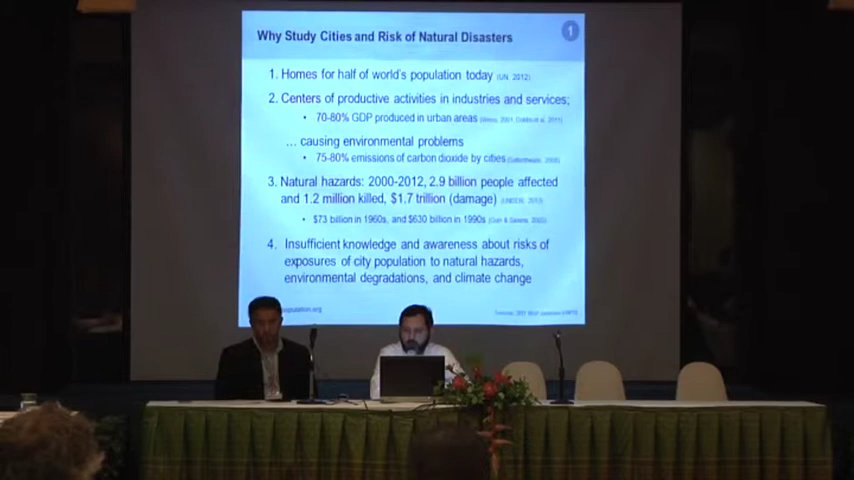 Why Study Cities and Risk of Natural Disasters
1
1. Homes for half of world's population today (UN, 2012)
2. Centers of productive activities in industries and services;
• 70-80% GDP produced in urban areas
… causing environmental problems
• 75-80% emissions of carbon dioxide by cities
3. Natural hazards: 2000-2012, 2.9 billion people affected
and 1.2 million killed, $1.7 trillion (damage)
• $73 billion in 1960s, and $630 billion in 1990s
4. Insufficient knowledge and awareness about risks of
exposures of city population to natural hazards,
environmental degradations, and climate change